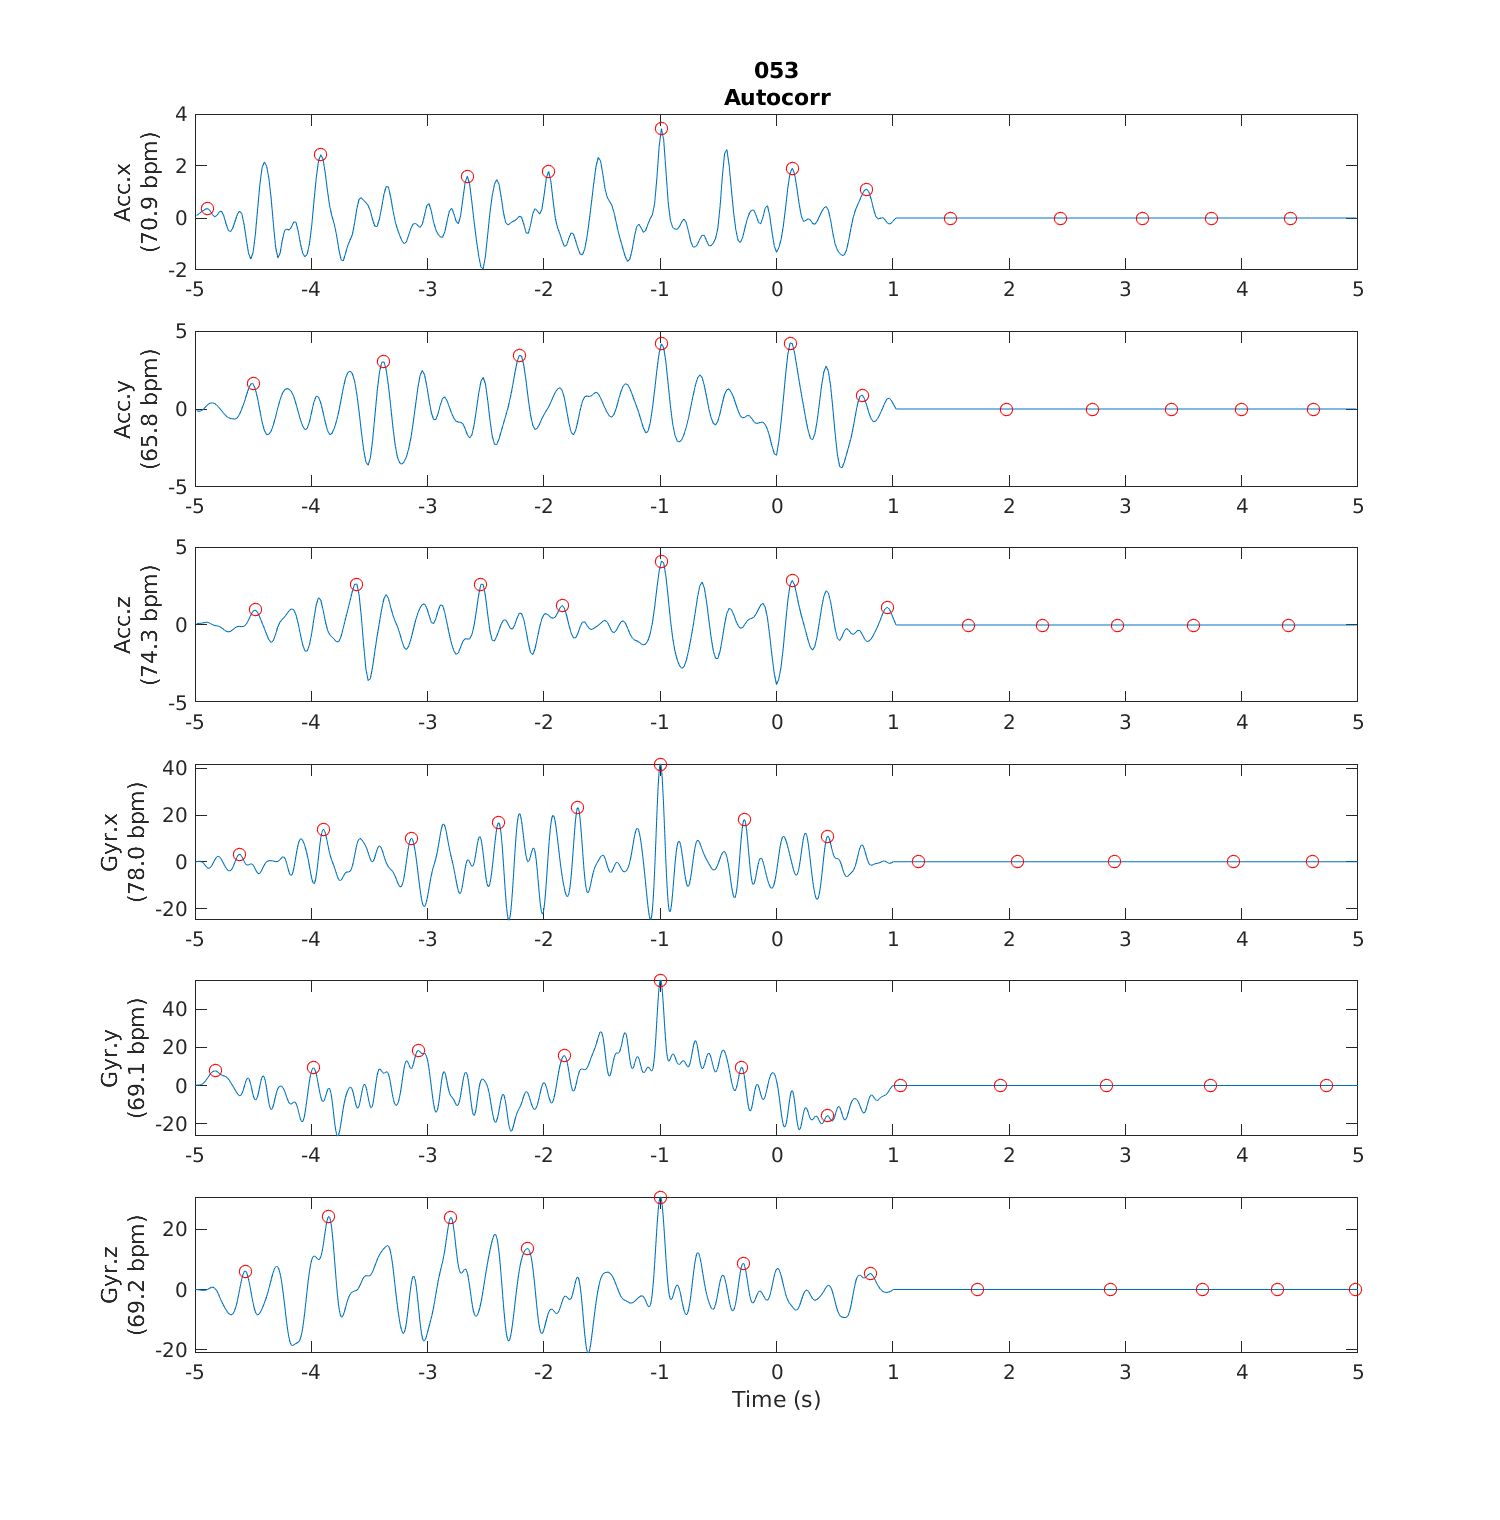 053
Autocorr
4
2
0
-2
Acc.x
(70.9 bpm)
-5 -4 -3 -2 -1 0 1 2 3 4 5
5
0
-5
Acc.y
(65.8 bpm)
-5 -4 -3 -2 -1 0 1 2 3 4 5
5
0
-5
Acc.z
(74.3 bpm)
-5 -4 -3 -2 -1 0 1 2 3 4 5
40
20
0
-20
Gyr.x
(78.0 bpm)
-5 -4 -3 -2 -1 0 1 2 3 4 5
40
20
0
-20
Gyr.y
(69.1 bpm)
-5 -4 -3 -2 -1 0 1 2 3 4 5
20
0
-20
Gyr.z
(69.2 bpm)
-5 -4 -3 -2 -1 0 1 2 3 4 5
Time (s)